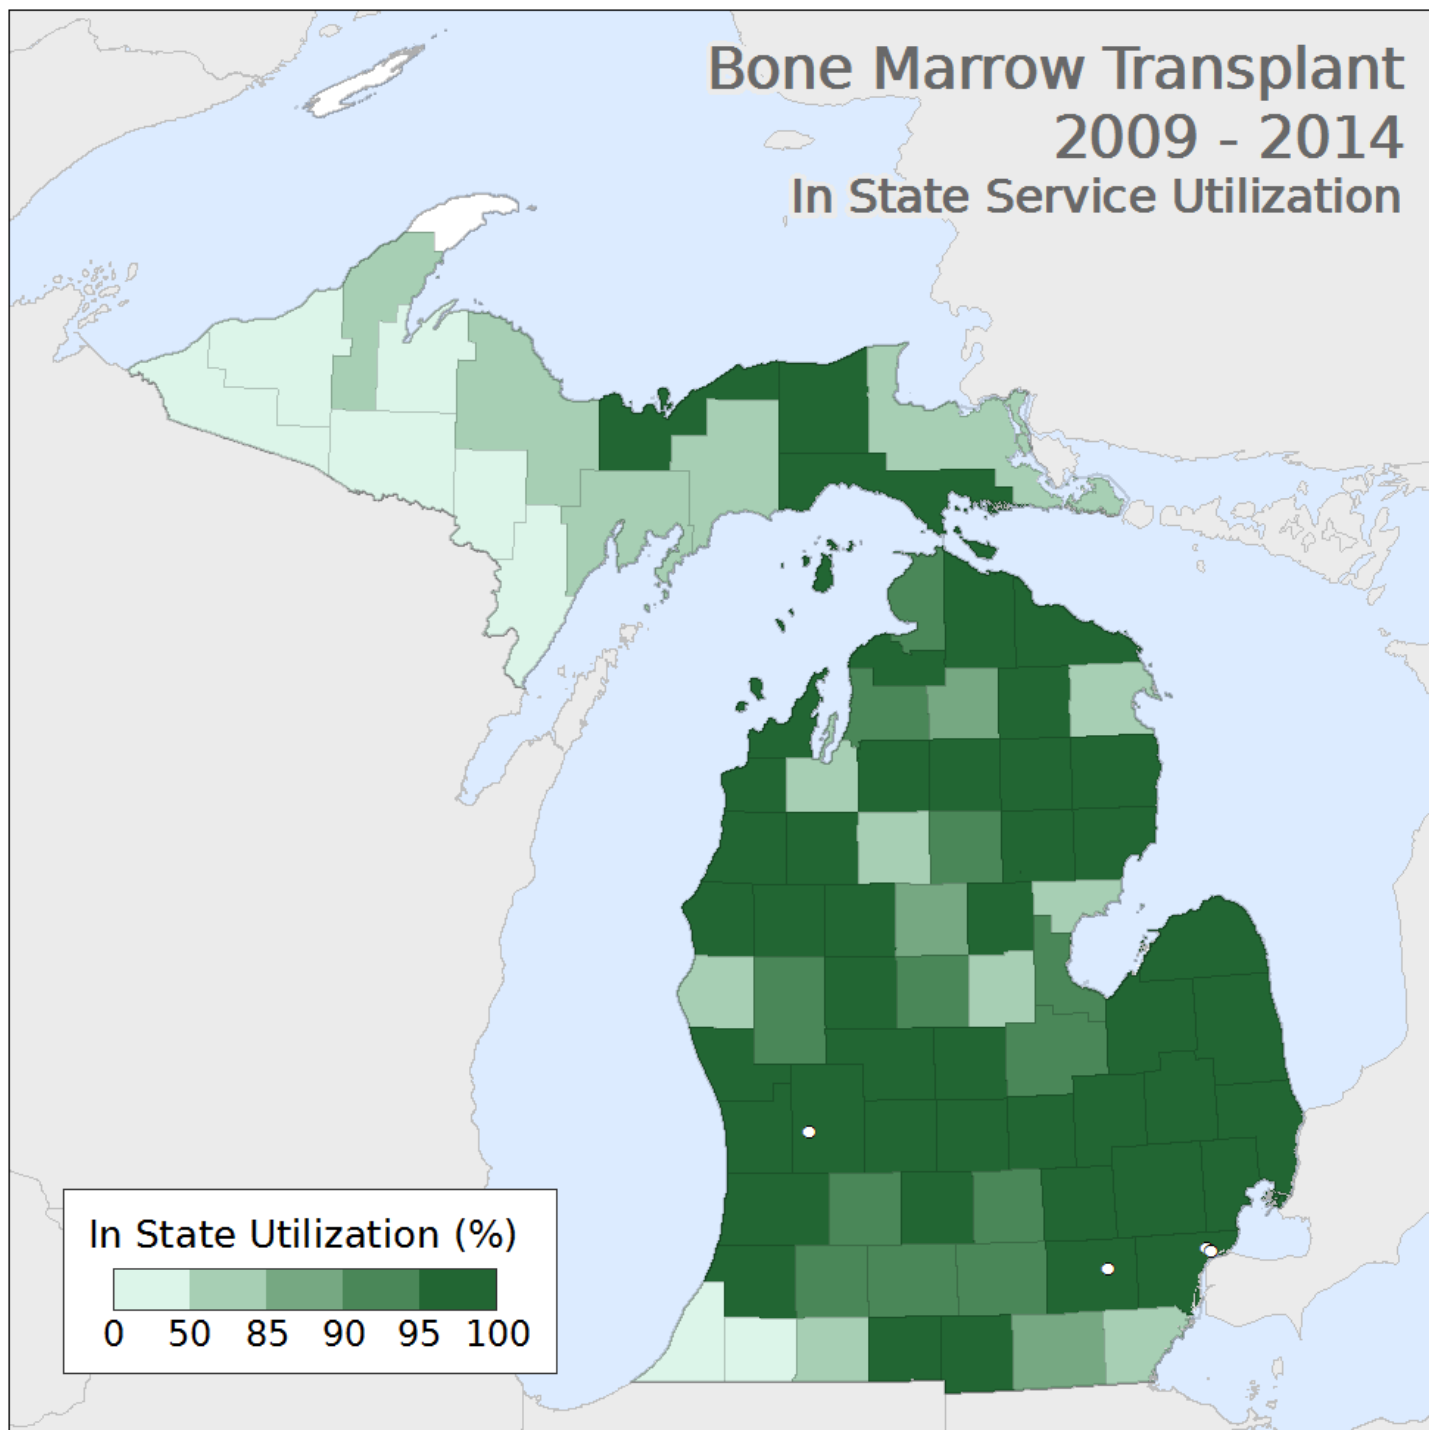 Bone Marrow Transplant
2009 - 2014
In State Service Utilization
In State Utilization (%)
0 50 85 90 95 100